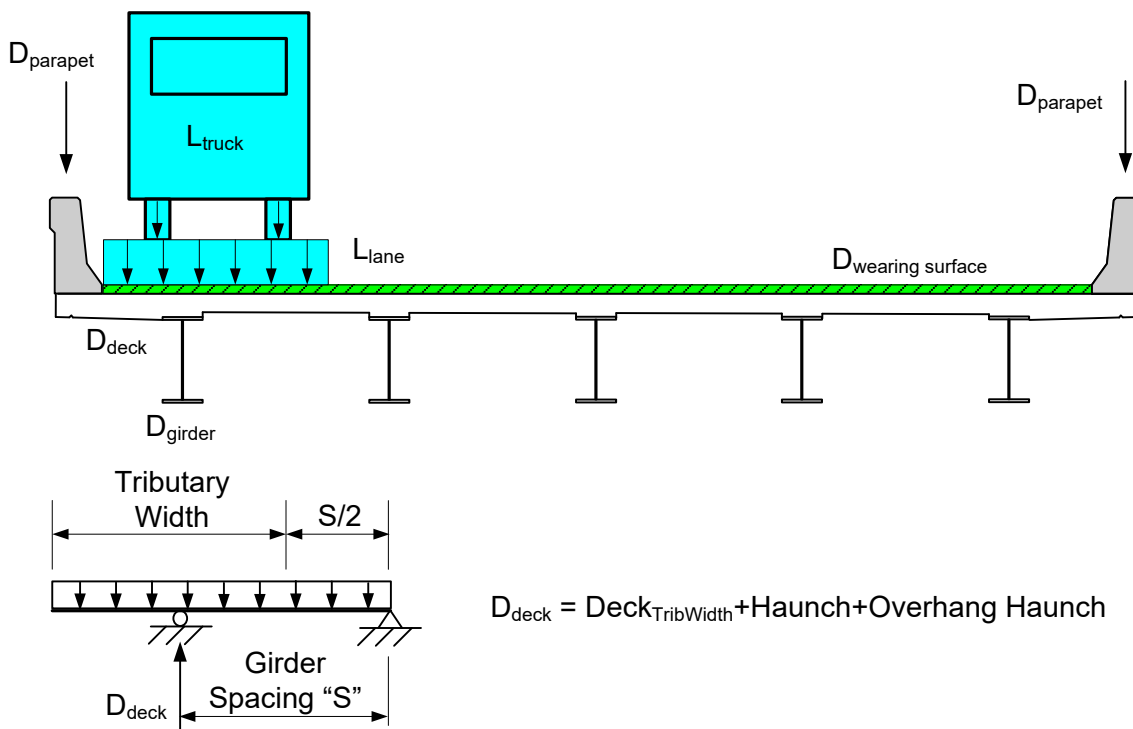 Dparapet
Ltruck
Dparapet
Llane
Dwearing surface
Ddeck
Dgirder
Tributary
Width
S/2
Ddeck = DeckTribWidth+Haunch+Overhang Haunch
Girder
Spacing “S”
Ddeck